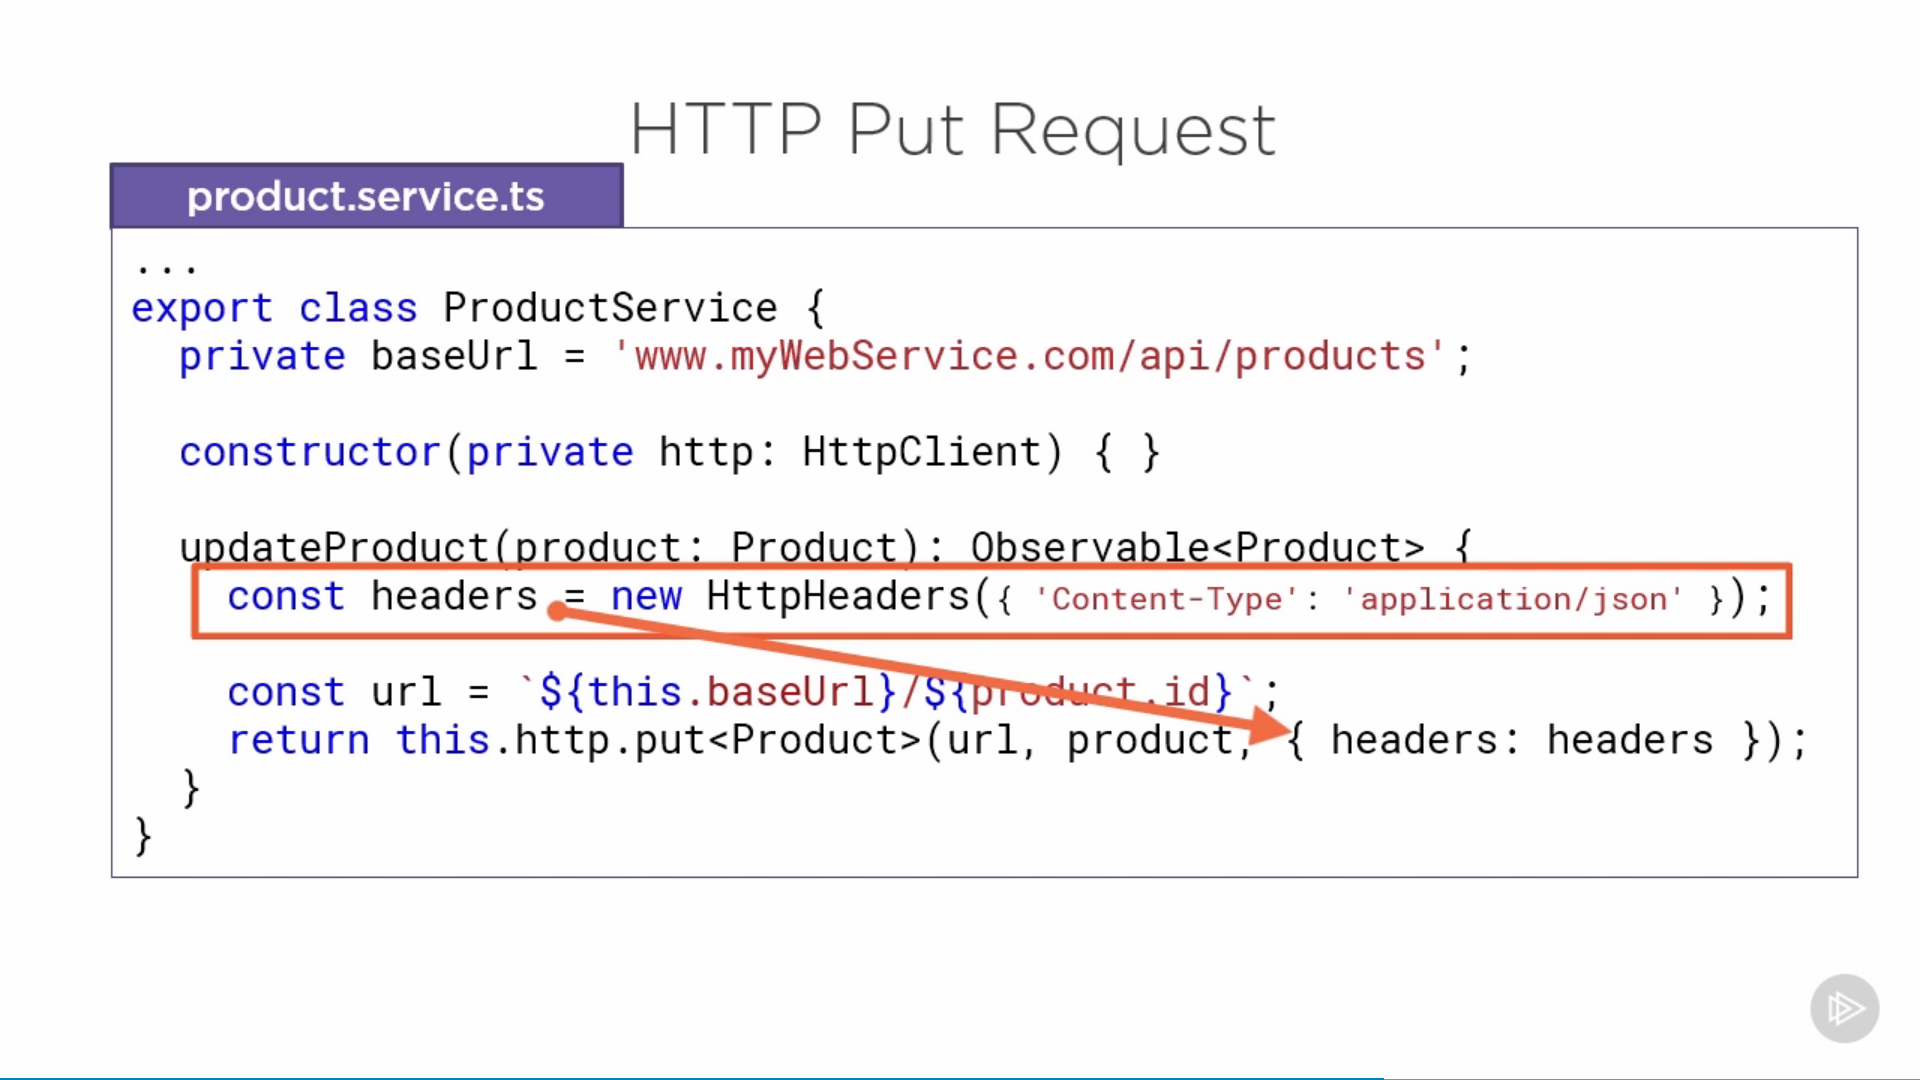 HTTP Put Request
product.service.ts
...
export class ProductService {
private baseUrl = 'www.myWebService.com/api/products';
constructor(private http: HttpClient) { }
updateProduct(product: Product): Observable<Product> {
const headers = new HttpHeaders({ 'Content-Type': 'application/json' });
const url = `${this.baseUrl}/${product.id}`;
return this.http.put<Product>(url, product, { headers: headers });
}
}